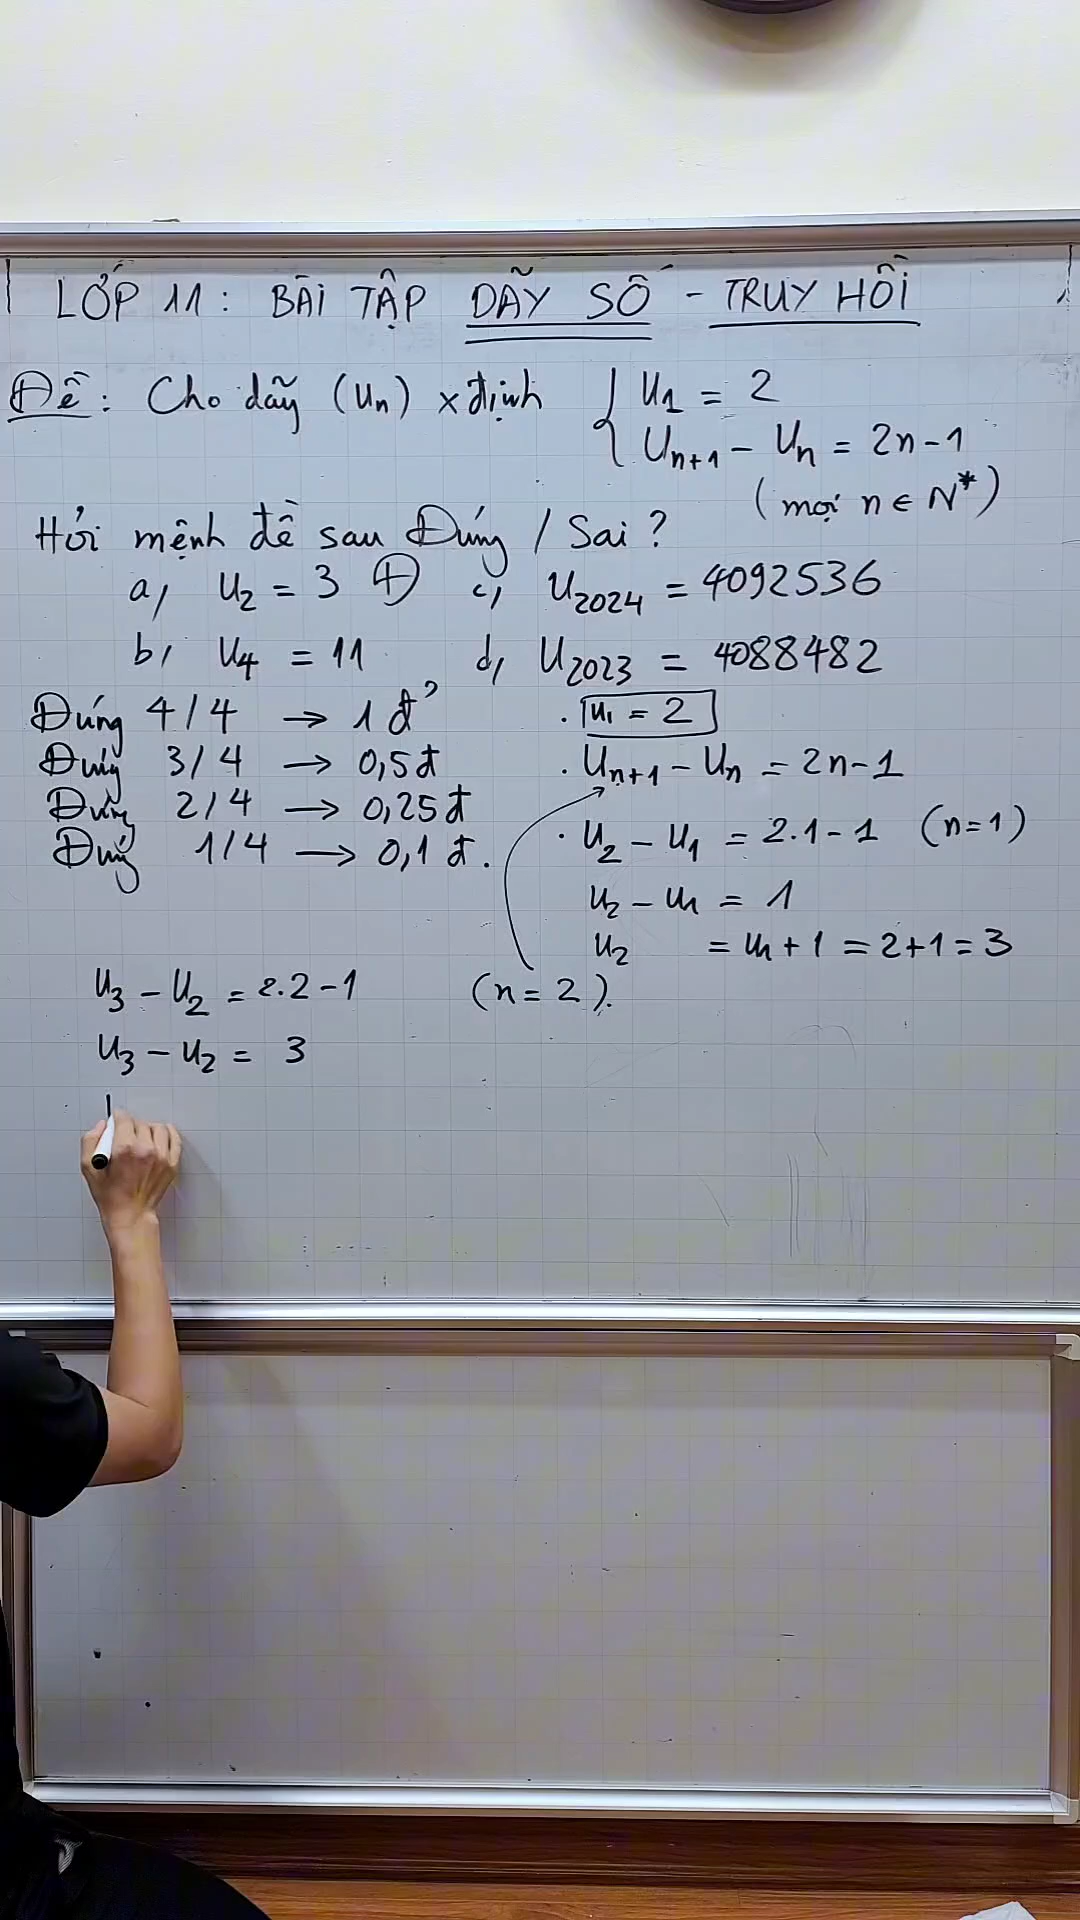 LỚP 11 : BÀI TẬP DÃY SỐ - TRUY HỒI
Đề: Cho dãy (un) xđịnh { u1 = 2
un+1 - un = 2n-1
(mọi n ∈ N*)
Hỏi mệnh đề sau Đúng / Sai ?
a, u2 = 3 Đ c, u2024 = 4092536
b, u4 = 11 d, u2023 = 4088482
Đúng 4/4 → 1 đ
Đúng 3/4 → 0,5đ
Đúng 2/4 → 0,25đ
Đúng 1/4 → 0,1 đ.
. u1 = 2
. un+1 - un = 2n-1
. u2 - u1 = 2.1-1 (n=1)
u2 - u1 = 1
u2 = u1 + 1 = 2+1 = 3
u3 - u2 = 2.2-1 (n=2).
u3 - u2 = 3